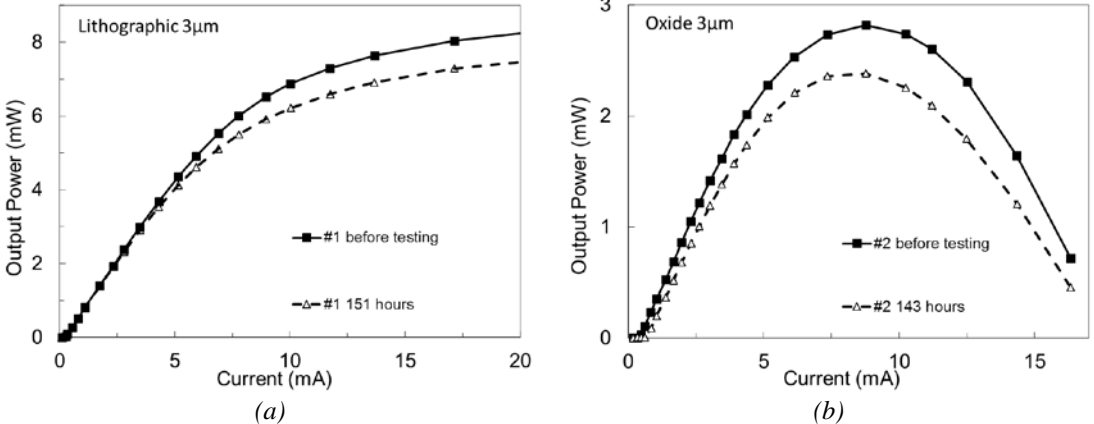 Lithographic 3μm
Output Power (mW)
8
6
4
2
0
#1 before testing
#1 151 hours
0 5 10 15 20
Current (mA)
(a)
Oxide 3μm
Output Power (mW)
3
2
1
0
#2 before testing
#2 143 hours
0 5 10 15
Current (mA)
(b)